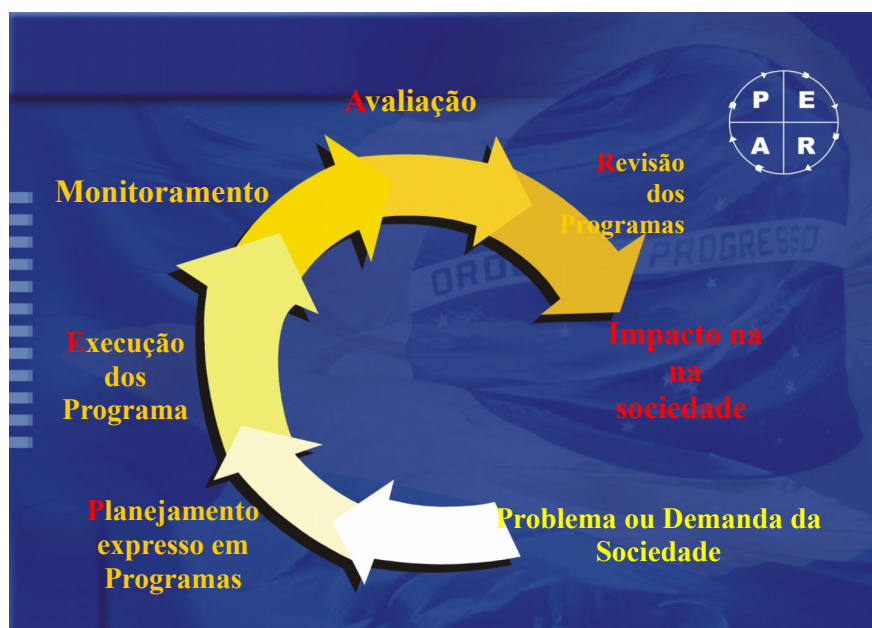 Avaliação
P E
A R
Revisão
dos
Programas
Monitoramento
ORDEM PROGRESSO
Execução
dos
Programa
Impacto na
na
sociedade
Planejamento
expresso em
Programas
Problema ou Demanda da
Sociedade